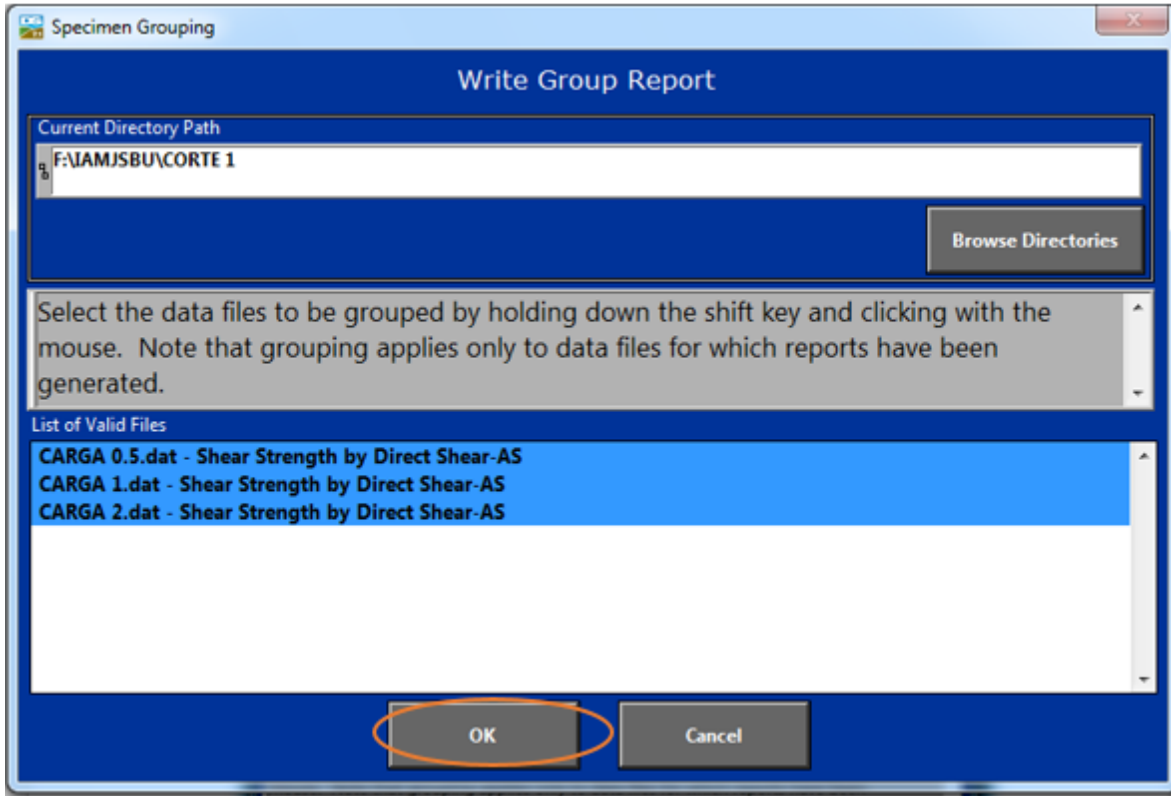 Specimen Grouping
Write Group Report
Current Directory Path
F:\IAMJSBU\CORTE 1
Browse Directories
Select the data files to be grouped by holding down the shift key and clicking with the
mouse.  Note that grouping applies only to data files for which reports have been
generated.
List of Valid Files
CARGA 0.5.dat - Shear Strength by Direct Shear-AS
CARGA 1.dat - Shear Strength by Direct Shear-AS
CARGA 2.dat - Shear Strength by Direct Shear-AS
OK
Cancel